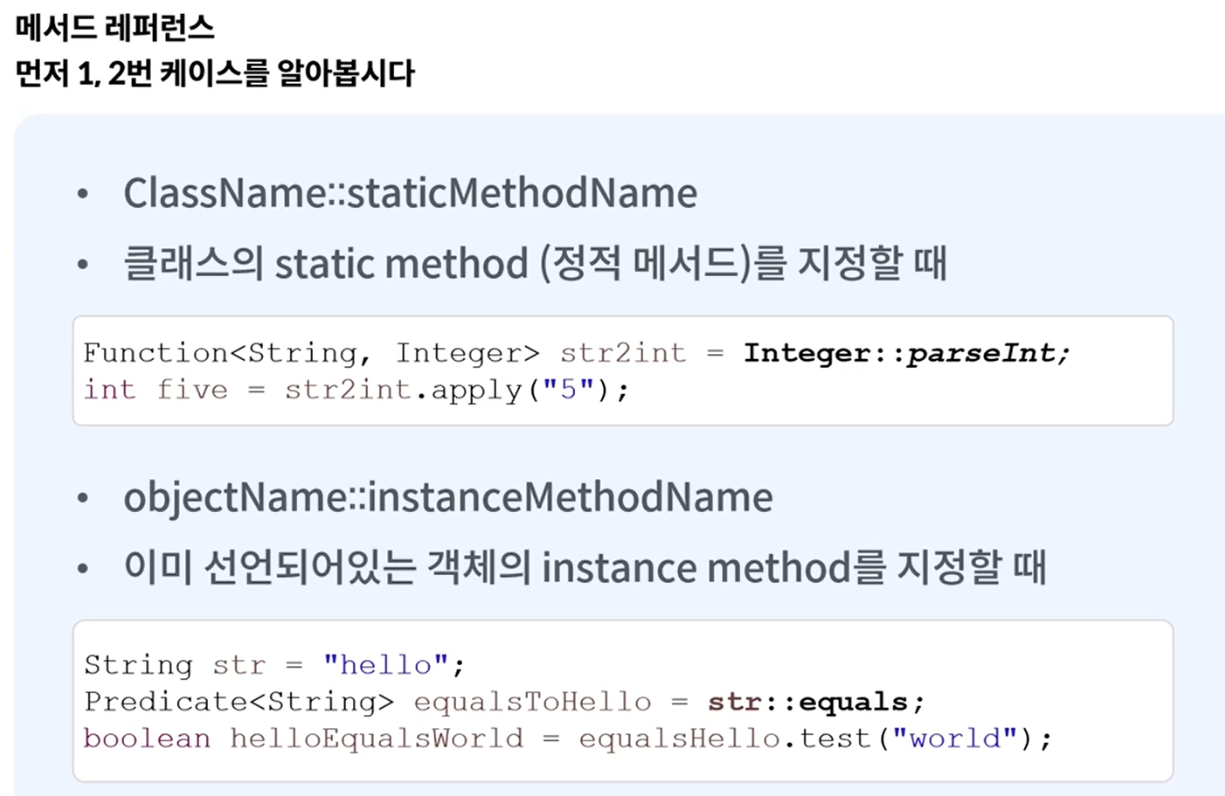 메서드 레퍼런스
먼저 1, 2번 케이스를 알아봅시다
• ClassName::staticMethodName
• 클래스의 static method (정적 메서드)를 지정할 때
Function<String, Integer> str2int = Integer::parseInt;
int five = str2int.apply("5");
• objectName::instanceMethodName
• 이미 선언되어있는 객체의 instance method를 지정할 때
String str = "hello";
Predicate<String> equalsToHello = str::equals;
boolean helloEqualsWorld = equalsHello.test("world");